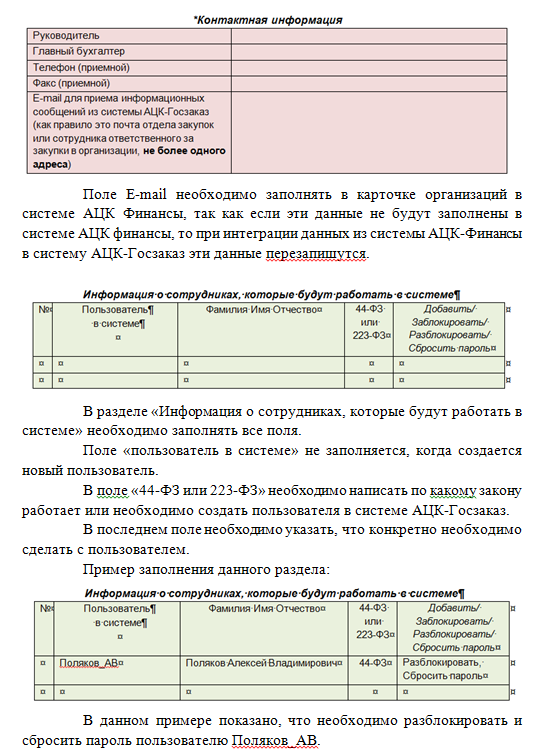 *Контактная информация
Руководитель
Главный бухгалтер
Телефон (приемной)
Факс (приемной)
E-mail для приема информационных
сообщений из системы АЦК-Госзаказ
(как правило это почта отдела закупок
или сотрудника ответственного за
закупки в организации, не более одного
адреса)
Поле E-mail необходимо заполнять в карточке организаций в
системе АЦК Финансы, так как если эти данные не будут заполнены в
системе АЦК финансы, то при интеграции данных из системы АЦК-Финансы
в систему АЦК-Госзаказ эти данные перезапишутся.
Информация о сотрудниках, которые будут работать в системе¶
№¤ Пользователь¶ Фамилия Имя Отчество¤ 44-ФЗ Добавить/
в системе¶ или Заблокировать/
¤ 223-ФЗ¤ Разблокировать/
Сбросить пароль¤
¤ ¤ ¤ ¤ ¤ ¤
¤ ¤ ¤ ¤ ¤ ¤
В разделе «Информация о сотрудниках, которые будут работать в
системе» необходимо заполнять все поля.
Поле «пользователь в системе» не заполняется, когда создается
новый пользователь.
В поле «44-ФЗ или 223-ФЗ» необходимо написать по какому закону
работает или необходимо создать пользователя в системе АЦК-Госзаказ.
В последнем поле необходимо указать, что конкретно необходимо
сделать с пользователем.
Пример заполнения данного раздела:
Информация о сотрудниках, которые будут работать в системе¶
№¤ Пользователь¶ Фамилия Имя Отчество¤ 44-ФЗ Добавить/ ¤
в системе¶ или Заблокировать/
¤ 223-ФЗ¤ Разблокировать/
Сбросить пароль¤
¤ Поляков_АВ¤ Поляков Алексей Владимирович¤ 44-ФЗ¤ Разблокировать, ¤
Сбросить пароль¤
¤ ¤ ¤ ¤ ¤ ¤
В данном примере показано, что необходимо разблокировать и
сбросить пароль пользователю Поляков_АВ.